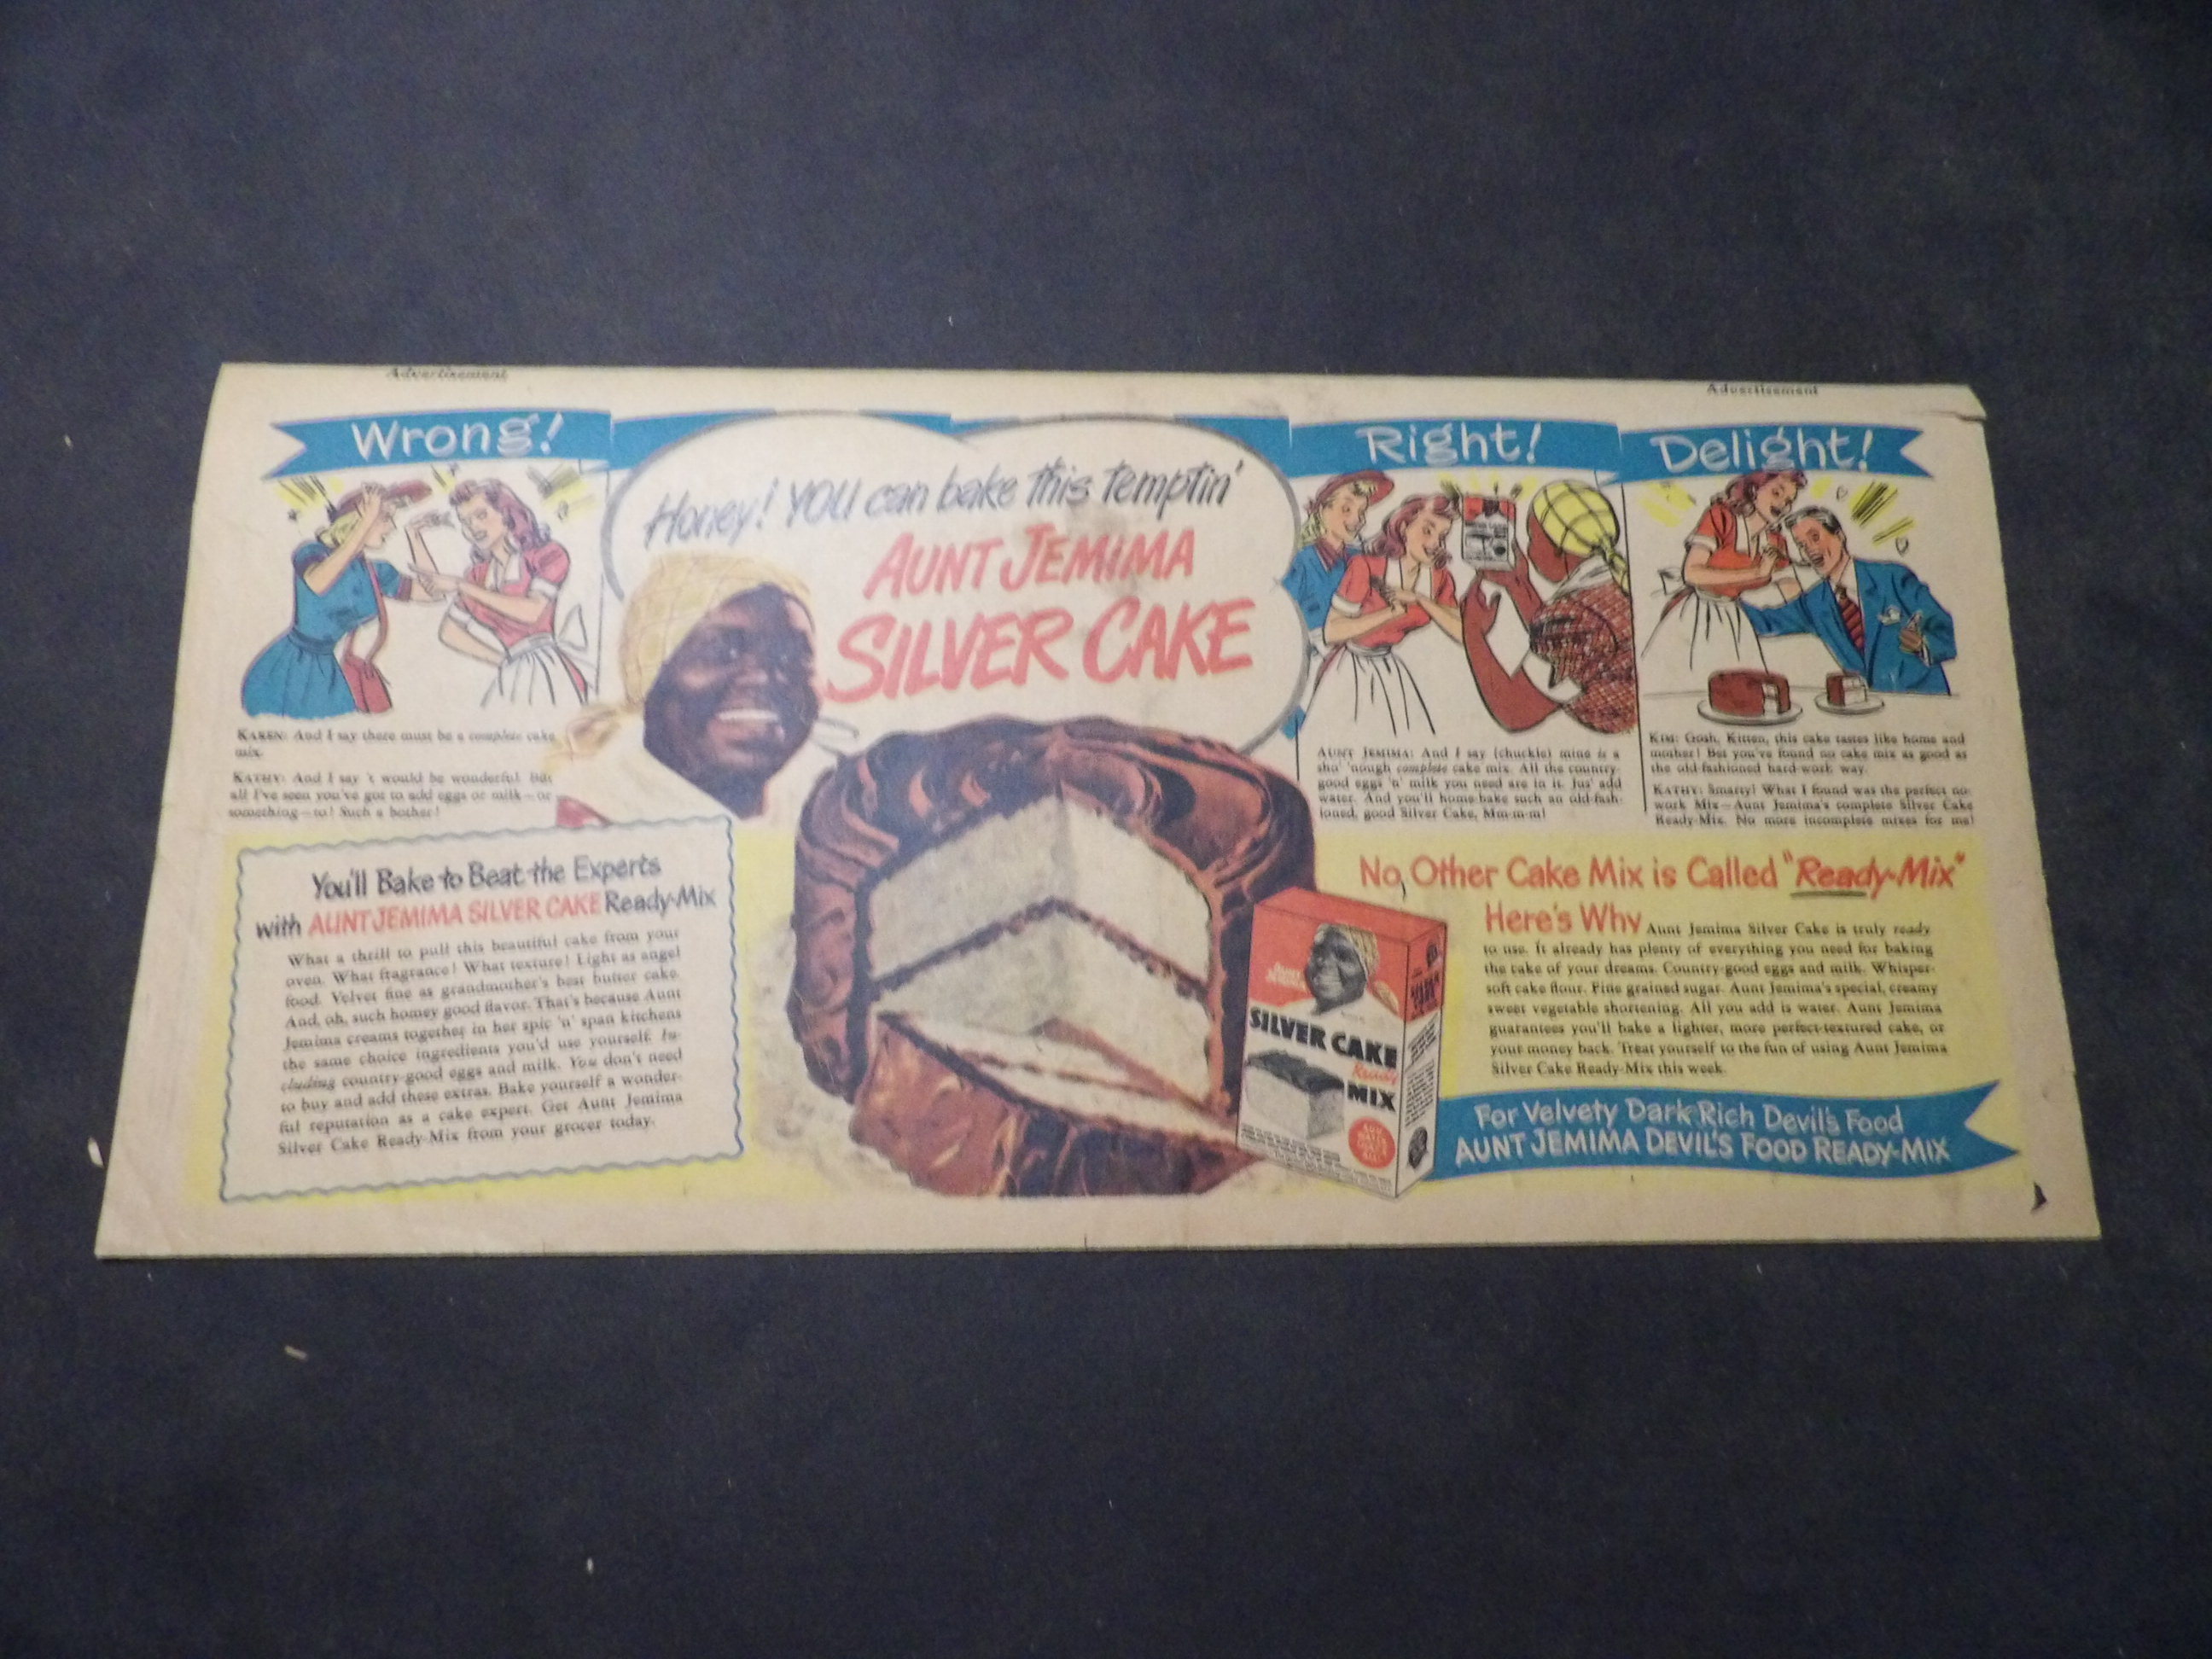 Advertisement
Advertisement
Wrong!
KAREN: And I say there must be a complete cake
mix.
KATHY: And I say 't would be wonderful. But
all I've seen you've got to add eggs or milk—or
something—to! Such a bother!
Honey! YOU can bake this temptin'
AUNT JEMIMA
SILVER CAKE
Right!
AUNT JEMIMA: And I say (chuckle) mine is a
sho' 'nough complete cake mix. All the country-
good eggs 'n' milk you need are in it. Jus' add
water. And you'll home-bake such an old-fash-
ioned, good Silver Cake, Mm-m-m!
Delight!
KIM: Gosh, Kitten, this cake tastes like home and
mother! Bet you've found no cake mix as good as
the old-fashioned hard-work way.
KATHY: Smarty! What I found was the perfect no-
work Mix—Aunt Jemima's complete Silver Cake
Ready-Mix. No more incomplete mixes for me!
You'll Bake to Beat the Experts
with AUNT JEMIMA SILVER CAKE Ready-Mix
What a thrill to pull this beautiful cake from your
oven. What fragrance! What texture! Light as angel
food. Velvet fine as grandmother's best butter cake.
And, oh, such homey good flavor. That's because Aunt
Jemima creams together in her spic 'n' span kitchens
the same choice ingredients you'd use yourself. In-
cluding country-good eggs and milk. You don't need
to buy and add these extras. Bake yourself a wonder-
ful reputation as a cake expert. Get Aunt Jemima
Silver Cake Ready-Mix from your grocer today.
Aunt Jemima
SILVER CAKE
Ready
MIX
No Other Cake Mix is Called "Ready-Mix"
Here's Why Aunt Jemima Silver Cake is truly ready
to use. It already has plenty of everything you need for baking
the cake of your dreams. Country-good eggs and milk. Whisper-
soft cake flour. Fine grained sugar. Aunt Jemima's special, creamy
sweet vegetable shortening. All you add is water. Aunt Jemima
guarantees you'll bake a lighter, more perfect-textured cake, or
your money back. Treat yourself to the fun of using Aunt Jemima
Silver Cake Ready-Mix this week.
For Velvety Dark Rich Devil's Food
AUNT JEMIMA DEVIL'S FOOD READY-MIX